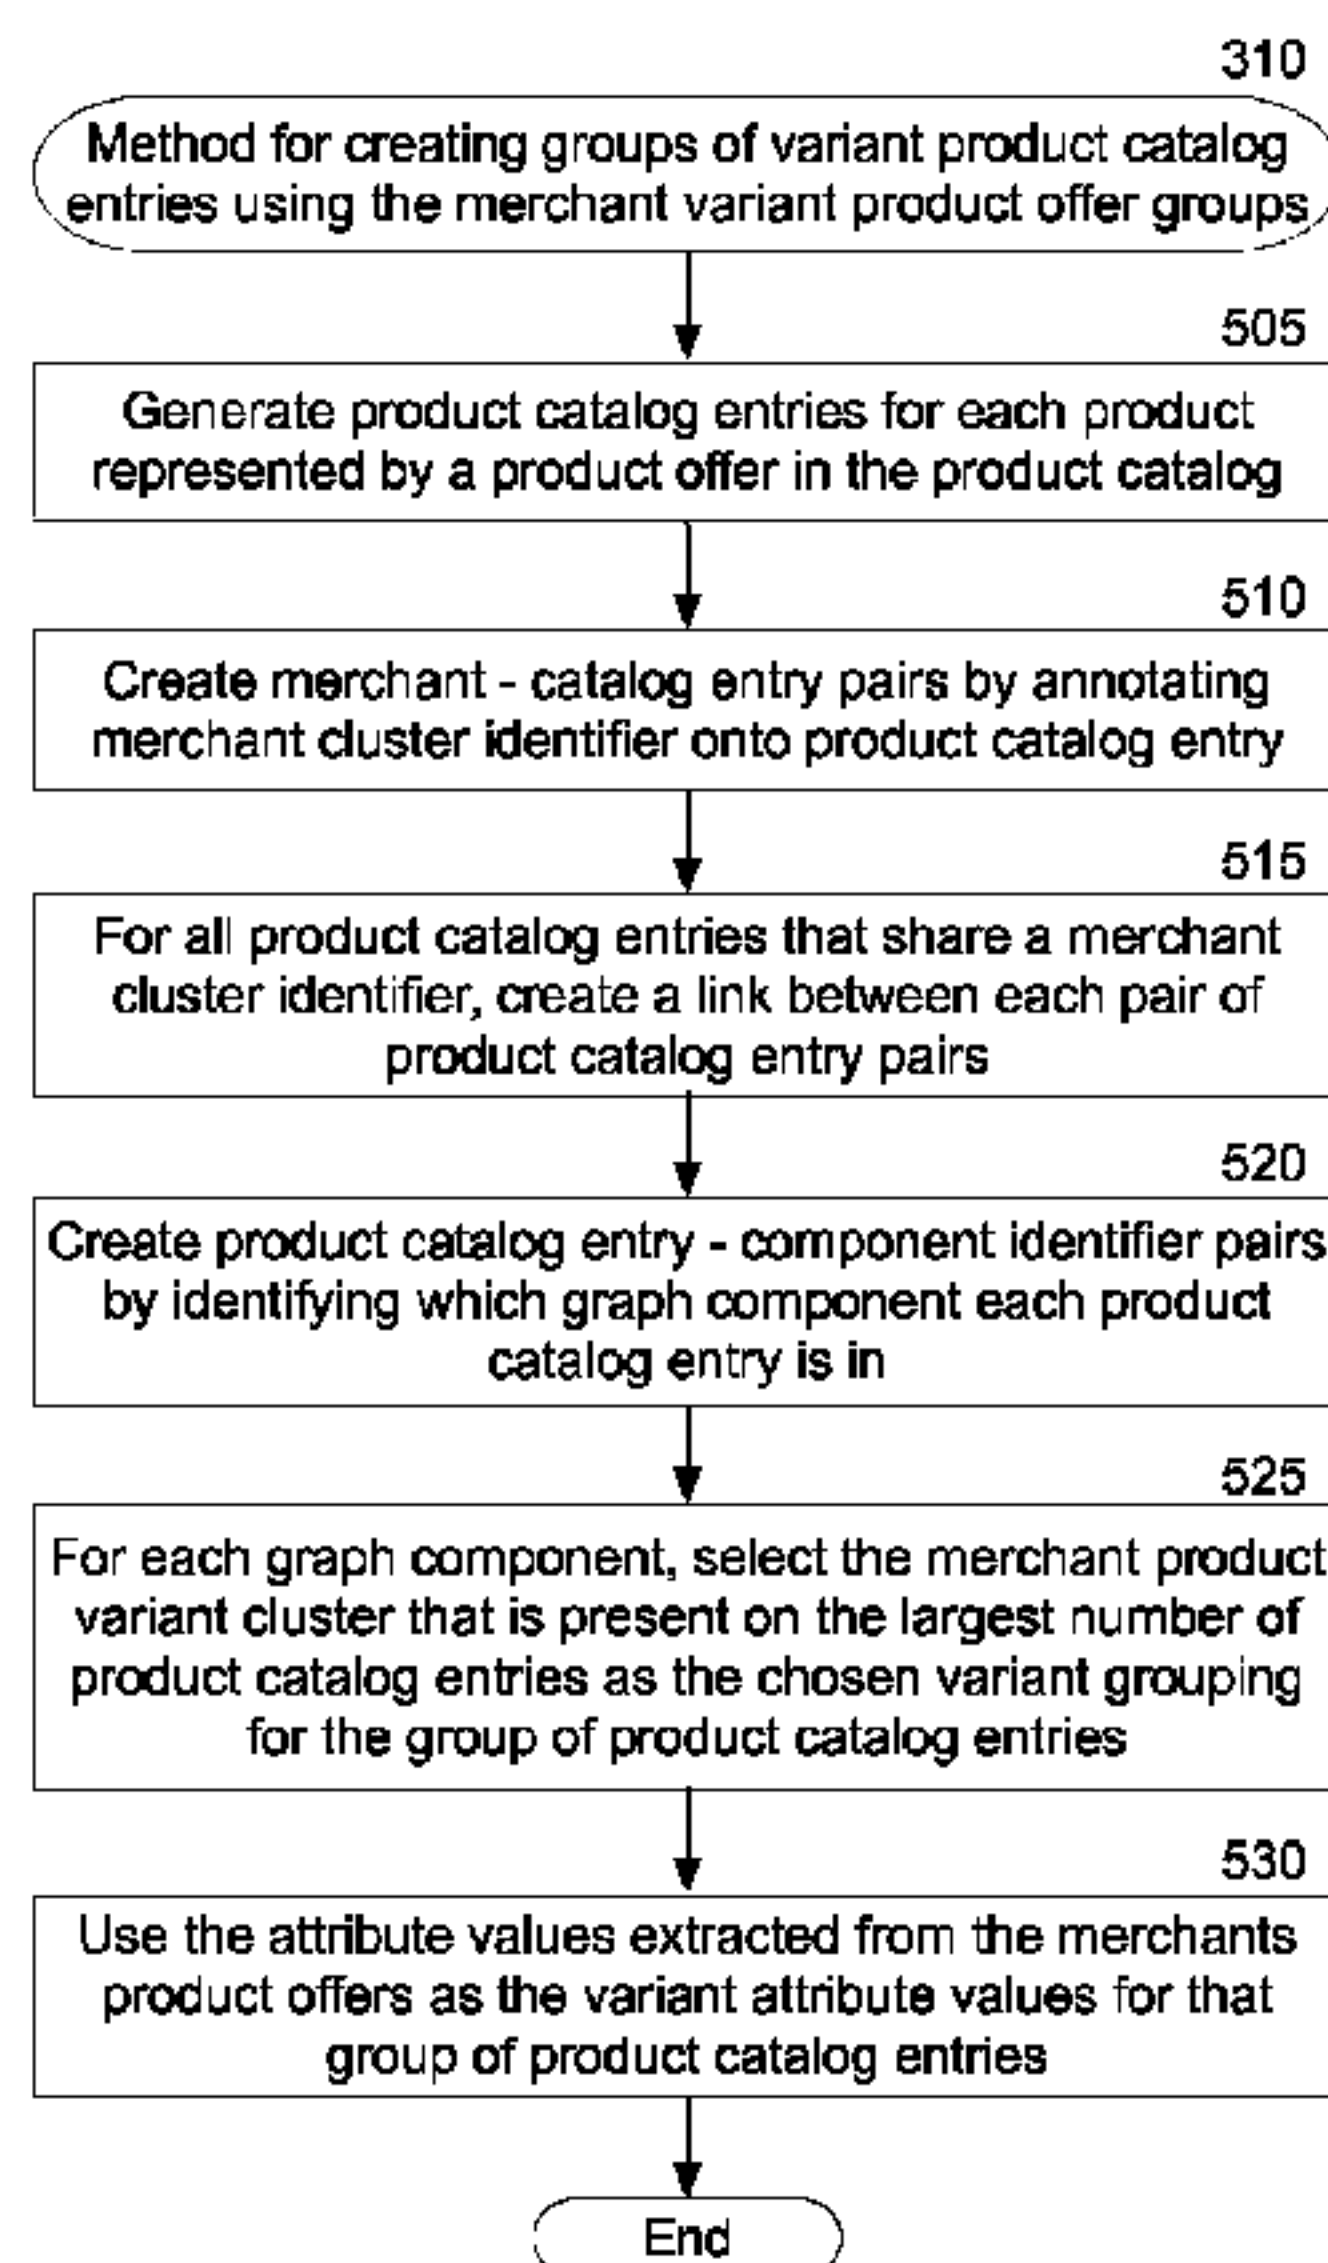 310
Method for creating groups of variant product catalog
entries using the merchant variant product offer groups
505
Generate product catalog entries for each product
represented by a product offer in the product catalog
510
Create merchant - catalog entry pairs by annotating
merchant cluster identifier onto product catalog entry
515
For all product catalog entries that share a merchant
cluster identifier, create a link between each pair of
product catalog entry pairs
520
Create product catalog entry - component identifier pairs
by identifying which graph component each product
catalog entry is in
525
For each graph component, select the merchant product
variant cluster that is present on the largest number of
product catalog entries as the chosen variant grouping
for the group of product catalog entries
530
Use the attribute values extracted from the merchants
product offers as the variant attribute values for that
group of product catalog entries
End